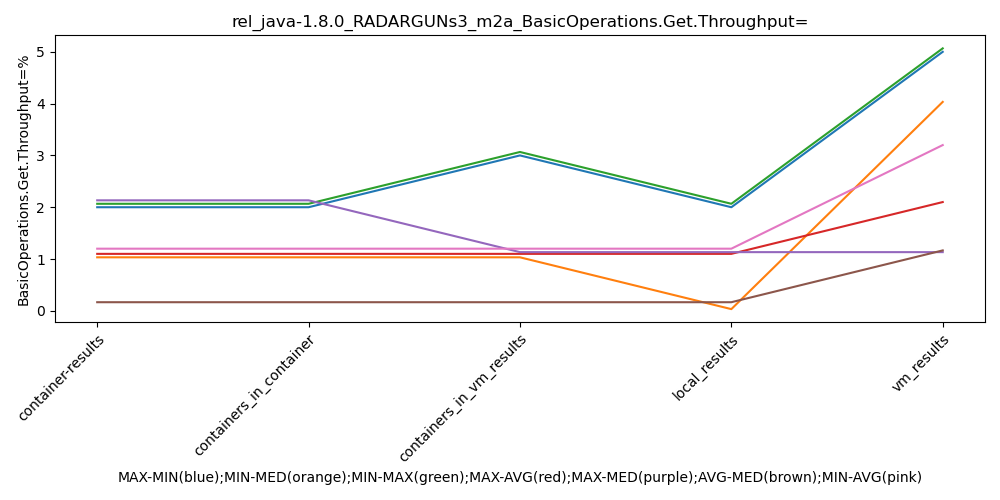 rel_java-1.8.0_RADARGUNs3_m2a_BasicOperations.Get.Throughput=
BasicOperations.Get.Throughput=%
5
4
3
2
1
0
container-results
containers_in_container
containers_in_vm_results
local_results
vm_results
MAX-MIN(blue);MIN-MED(orange);MIN-MAX(green);MAX-AVG(red);MAX-MED(purple);AVG-MED(brown);MIN-AVG(pink)